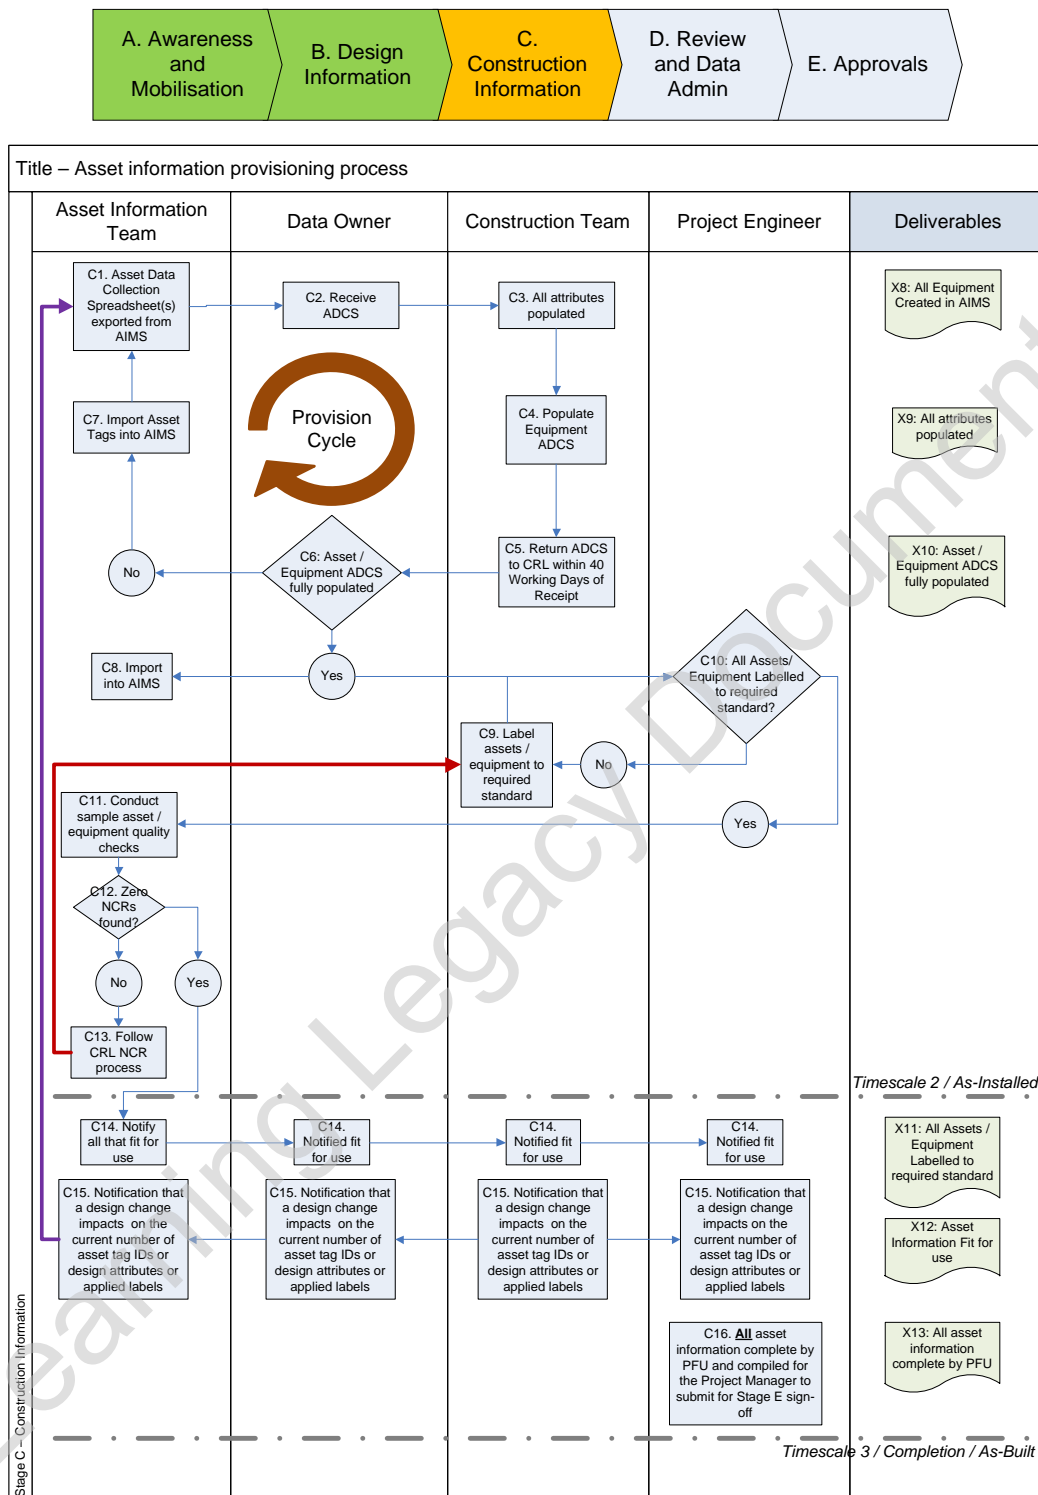 A. Awareness
and
Mobilisation
B. Design
Information
C.
Construction
Information
D. Review
and Data
Admin
E. Approvals
Title – Asset information provisioning process
Asset Information
Team
Data Owner
Construction Team
Project Engineer
Deliverables
C1. Asset Data
Collection
Spreadsheet(s)
exported from
AIMS
C2. Receive
ADCS
C3. All attributes
populated
X8: All Equipment
Created in AIMS
C7. Import Asset
Tags into AIMS
Provision
Cycle
C4. Populate
Equipment
ADCS
X9: All attributes
populated
No
C6: Asset /
Equipment ADCS
fully populated
C5. Return ADCS
to CRL within 40
Working Days of
Receipt
X10: Asset /
Equipment ADCS
fully populated
C8. Import
into AIMS
Yes
C10: All Assets/
Equipment Labelled
to required
standard?
C9. Label
assets /
equipment to
required
standard
No
C11. Conduct
sample asset /
equipment quality
checks
Yes
C12. Zero
NCRs
found?
No
Yes
C13. Follow
CRL NCR
process
Timescale 2 / As-Installed
C14. Notify
all that fit for
use
C14.
Notified fit
for use
C14.
Notified fit
for use
C14.
Notified fit
for use
X11: All Assets /
Equipment
Labelled to
required standard
C15. Notification that
a design change
impacts on the
current number of
asset tag IDs or
design attributes or
applied labels
C15. Notification that
a design change
impacts on the
current number of
asset tag IDs or
design attributes or
applied labels
C15. Notification that
a design change
impacts on the
current number of
asset tag IDs or
design attributes or
applied labels
C15. Notification that
a design change
impacts on the
current number of
asset tag IDs or
design attributes or
applied labels
X12: Asset
Information Fit for
use
C16. All asset
information complete by
PFU and compiled for
the Project Manager to
submit for Stage E sign-
off
X13: All asset
information
complete by PFU
Timescale 3 / Completion / As-Built
Stage C – Construction Information
Learning Legacy Document